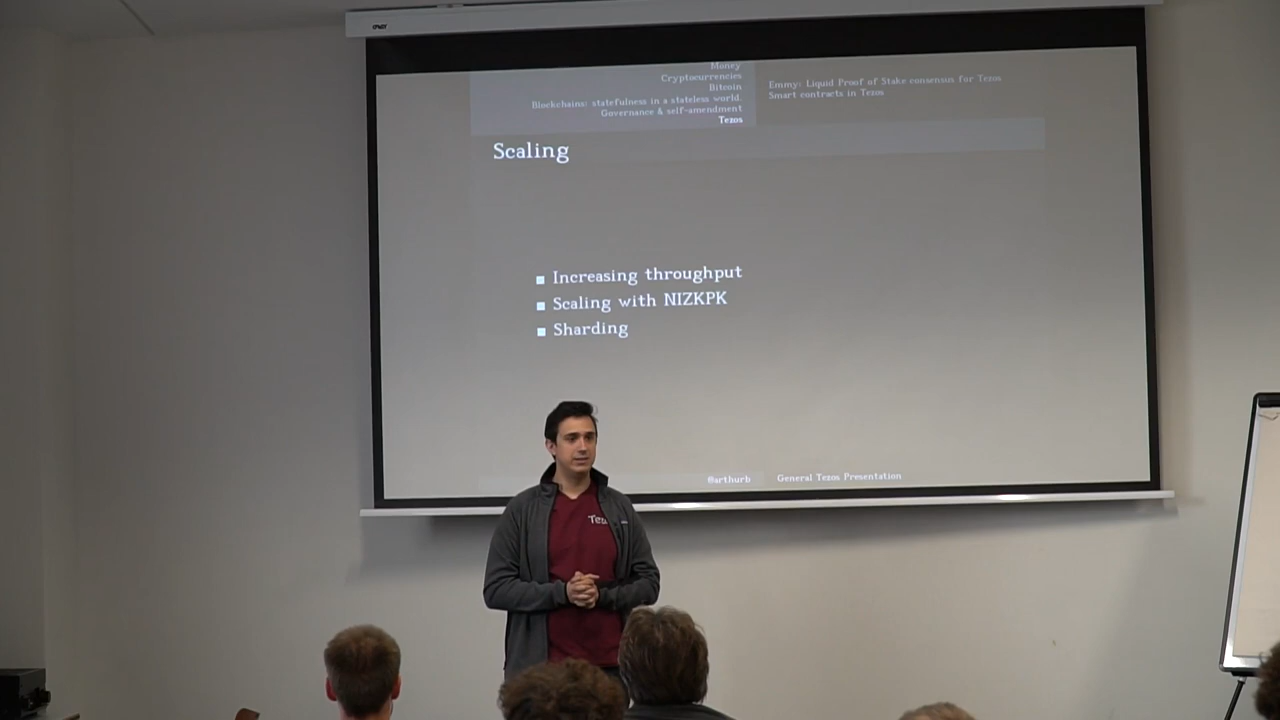 Money
Cryptocurrencies
Bitcoin
Blockchains: statefulness in a stateless world.
Governance & self-amendment
Tezos
Emmy: Liquid Proof of Stake consensus for Tezos
Smart contracts in Tezos
Scaling
Increasing throughput
Scaling with NIZKPK
Sharding
@arthurb
General Tezos Presentation